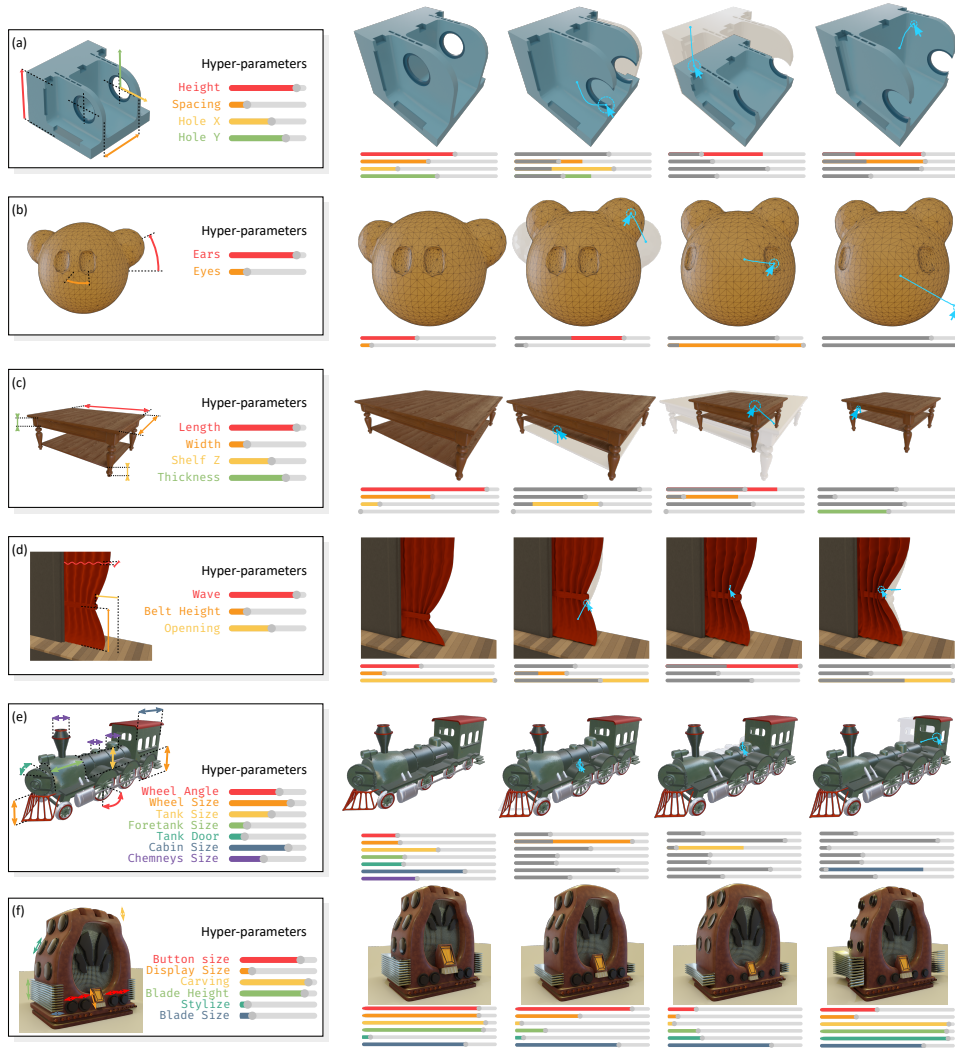 (a)
Hyper-parameters
Height
Spacing
Hole X
Hole Y
(b)
Hyper-parameters
Ears
Eyes
(c)
Hyper-parameters
Length
Width
Shelf Z
Thickness
(d)
Hyper-parameters
Wave
Belt Height
Openning
(e)
Hyper-parameters
Wheel Angle
Wheel Size
Tank Size
Foretank Size
Tank Door
Cabin Size
Chemneys Size
(f)
Hyper-parameters
Button size
Display Size
Carving
Blade Height
Stylize
Blade Size